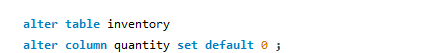 alter table inventory
alter column quantity set default 0 ;